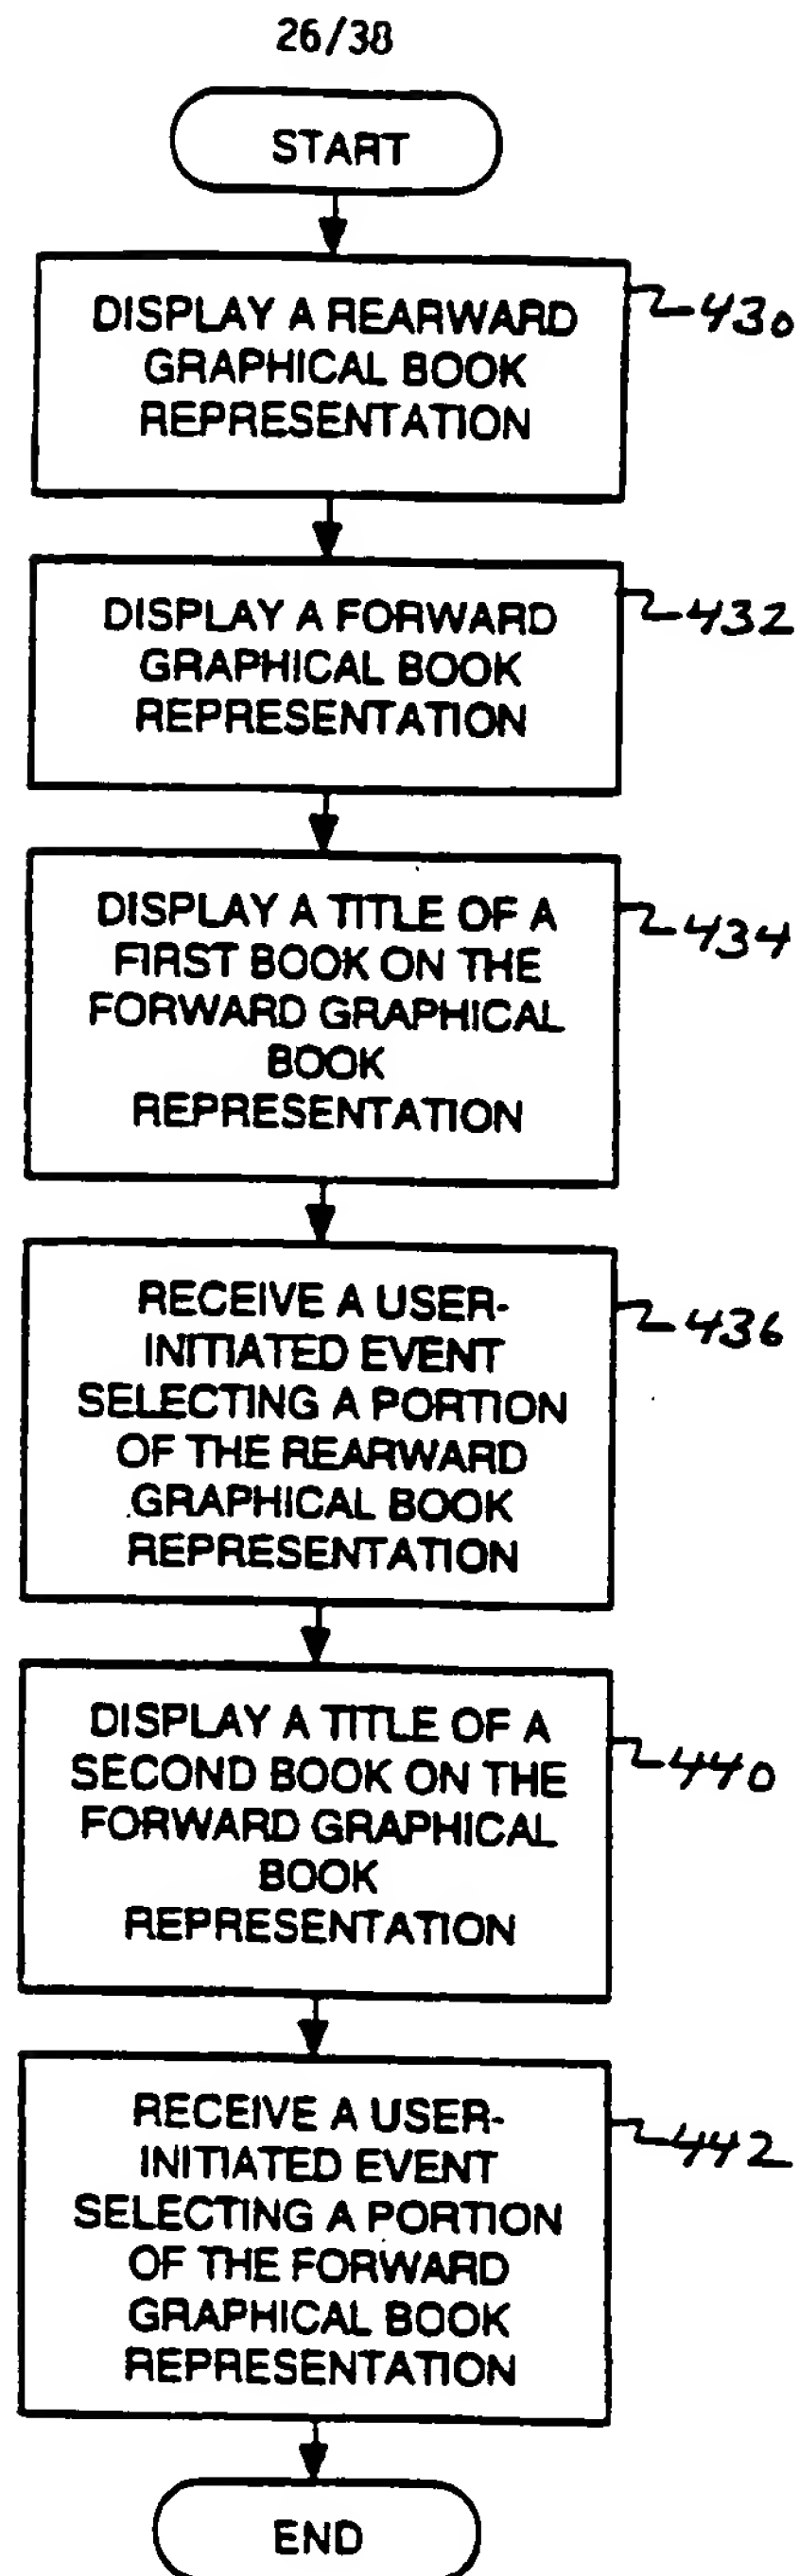 26/38
START
DISPLAY A REARWARD
GRAPHICAL BOOK
REPRESENTATION
430
DISPLAY A FORWARD
GRAPHICAL BOOK
REPRESENTATION
432
DISPLAY A TITLE OF A
FIRST BOOK ON THE
FORWARD GRAPHICAL
BOOK
REPRESENTATION
434
RECEIVE A USER-
INITIATED EVENT
SELECTING A PORTION
OF THE REARWARD
GRAPHICAL BOOK
REPRESENTATION
436
DISPLAY A TITLE OF A
SECOND BOOK ON THE
FORWARD GRAPHICAL
BOOK
REPRESENTATION
440
RECEIVE A USER-
INITIATED EVENT
SELECTING A PORTION
OF THE FORWARD
GRAPHICAL BOOK
REPRESENTATION
442
END